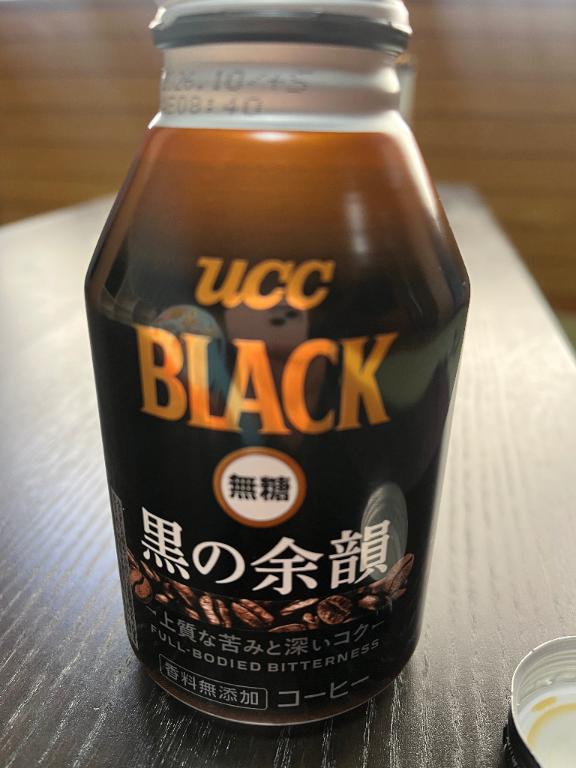 UCC
BLACK
無糖
黒の余韻
上質な苦みと深いコク
FULL-BODIED BITTERNESS
香料無添加 コーヒー